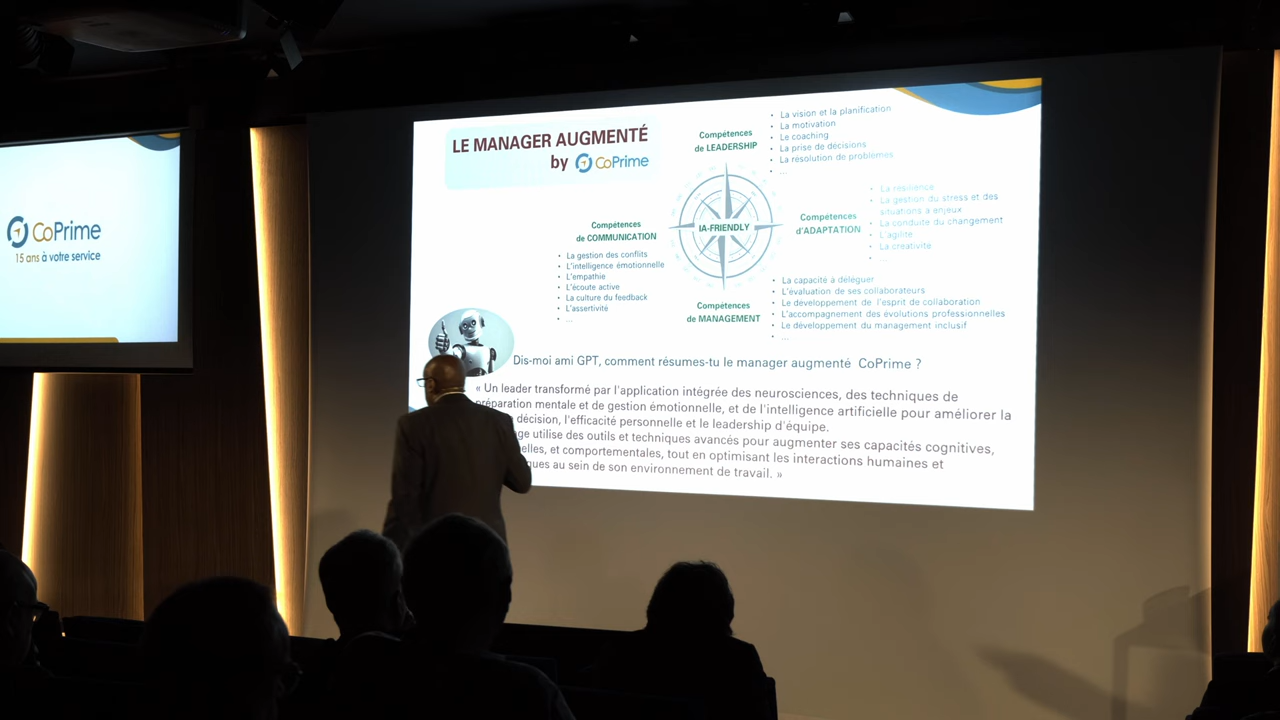 CoPrime
15 ans à votre service
LE MANAGER AUGMENTÉ
by CoPrime
Compétences
de LEADERSHIP
• La vision et la planification
• La motivation
• Le coaching
• La prise de décisions
• La résolution de problèmes
• ...
IA-FRIENDLY
Compétences
d'ADAPTATION
• La résilience
• La gestion du stress et des
situations à enjeux
• La conduite du changement
• L'agilité
• La créativité
• ...
Compétences
de COMMUNICATION
• La gestion des conflits
• L'intelligence émotionnelle
• L'empathie
• L'écoute active
• La culture du feedback
• L'assertivité
• ...
Compétences
de MANAGEMENT
• La capacité à déléguer
• L'évaluation de ses collaborateurs
• Le développement de l'esprit de collaboration
• L'accompagnement des évolutions professionnelles
• Le développement du management inclusif
• ...
Dis-moi ami GPT, comment résumes-tu le manager augmenté CoPrime ?
« Un leader transformé par l'application intégrée des neurosciences, des techniques de
préparation mentale et de gestion émotionnelle, et de l'intelligence artificielle pour améliorer la
décision, l'efficacité personnelle et le leadership d'équipe.
utilise des outils et techniques avancés pour augmenter ses capacités cognitives,
et comportementales, tout en optimisant les interactions humaines et
au sein de son environnement de travail. »